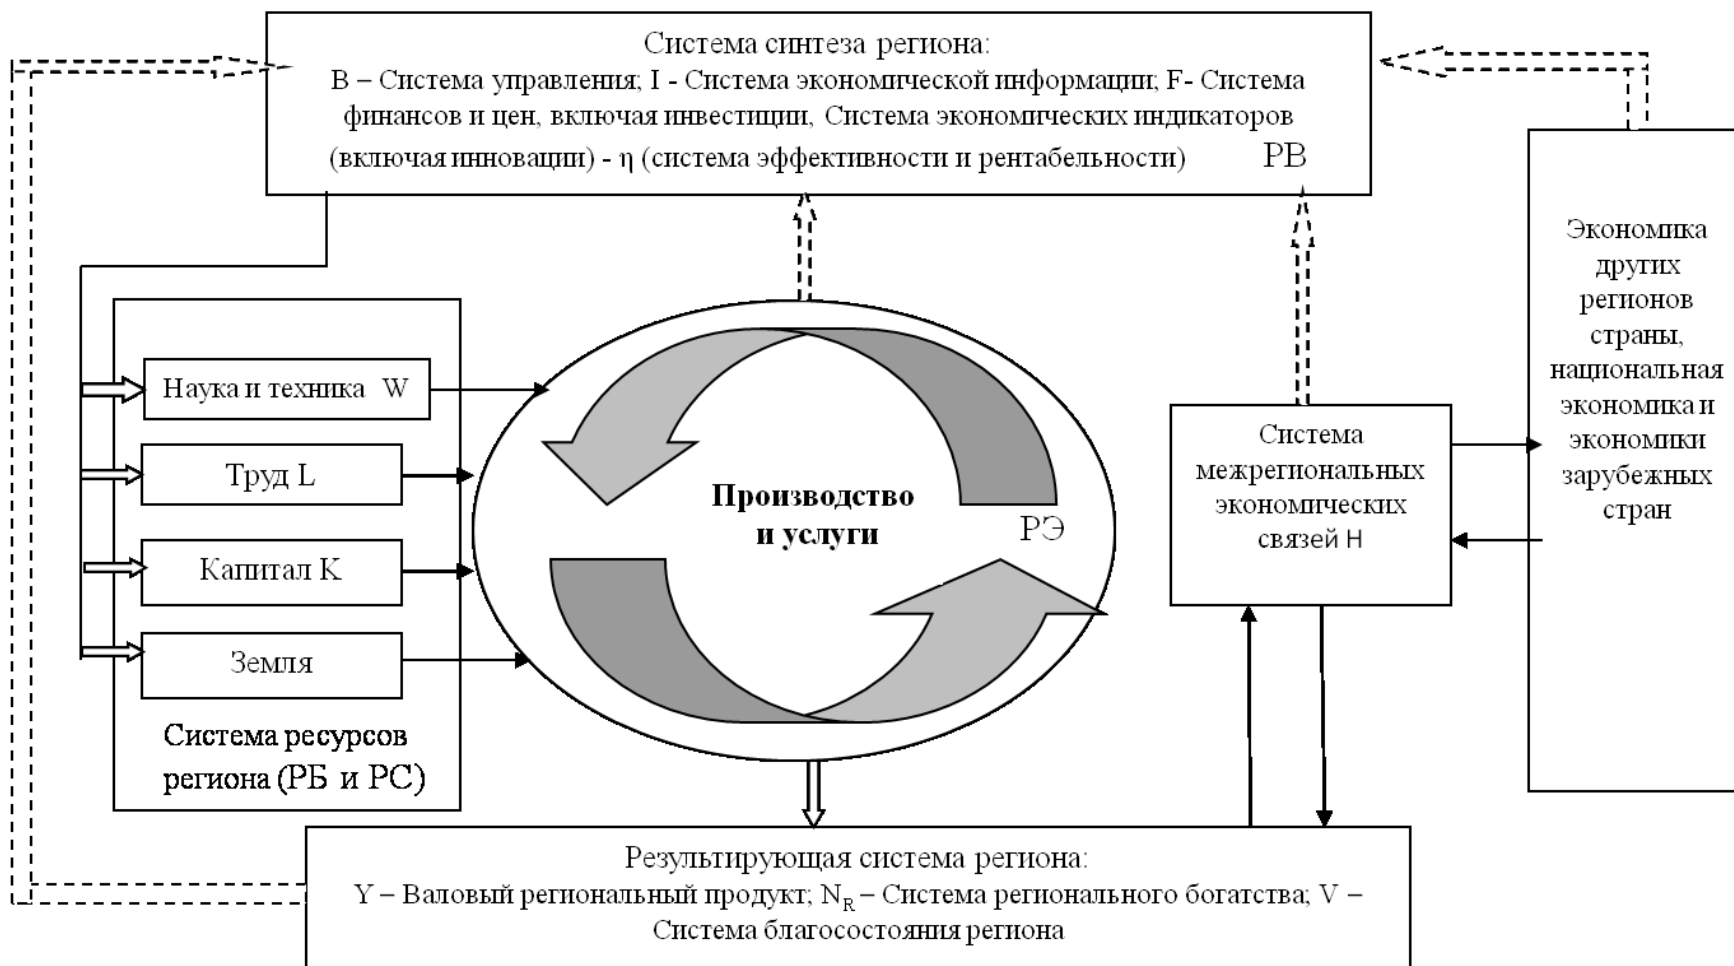 Система синтеза региона:
В – Система управления; I - Система экономической информации; F- Система
финансов и цен, включая инвестиции, Система экономических индикаторов
(включая инновации) - η (система эффективности и рентабельности) РВ
Экономика
других
регионов
страны,
национальная
экономика и
экономики
зарубежных
стран
Наука и техника W
Труд L
Капитал K
Земля
Система ресурсов
региона (РБ и РС)
Производство
и услуги
РЭ
Система
межрегиональных
экономических
связей Н
Результирующая система региона:
Y – Валовый региональный продукт; N_R – Система регионального богатства; V –
Система благосостояния региона